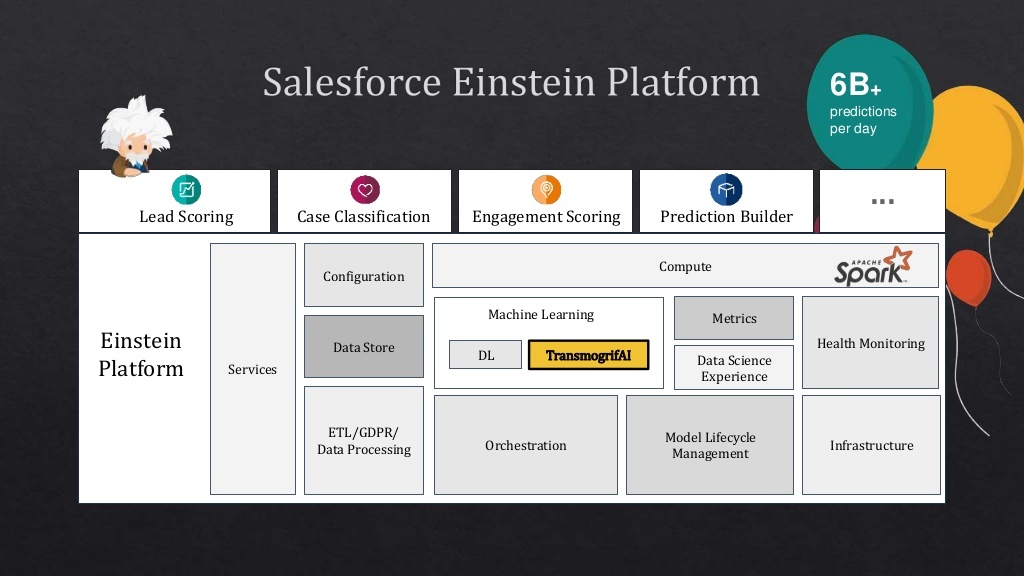 Salesforce Einstein Platform
6B+
predictions
per day
Lead Scoring
Case Classification
Engagement Scoring
Prediction Builder
...
Einstein
Platform
Services
Configuration
Data Store
ETL/GDPR/
Data Processing
Compute
APACHE
Spark™
Machine Learning
DL
TransmogrifAI
Metrics
Data Science
Experience
Health Monitoring
Orchestration
Model Lifecycle
Management
Infrastructure